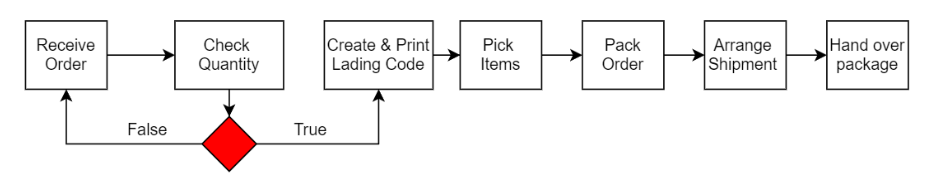 Receive
Order
Check
Quantity
Create & Print
Lading Code
Pick
Items
Pack
Order
Arrange
Shipment
Hand over
package
False
True